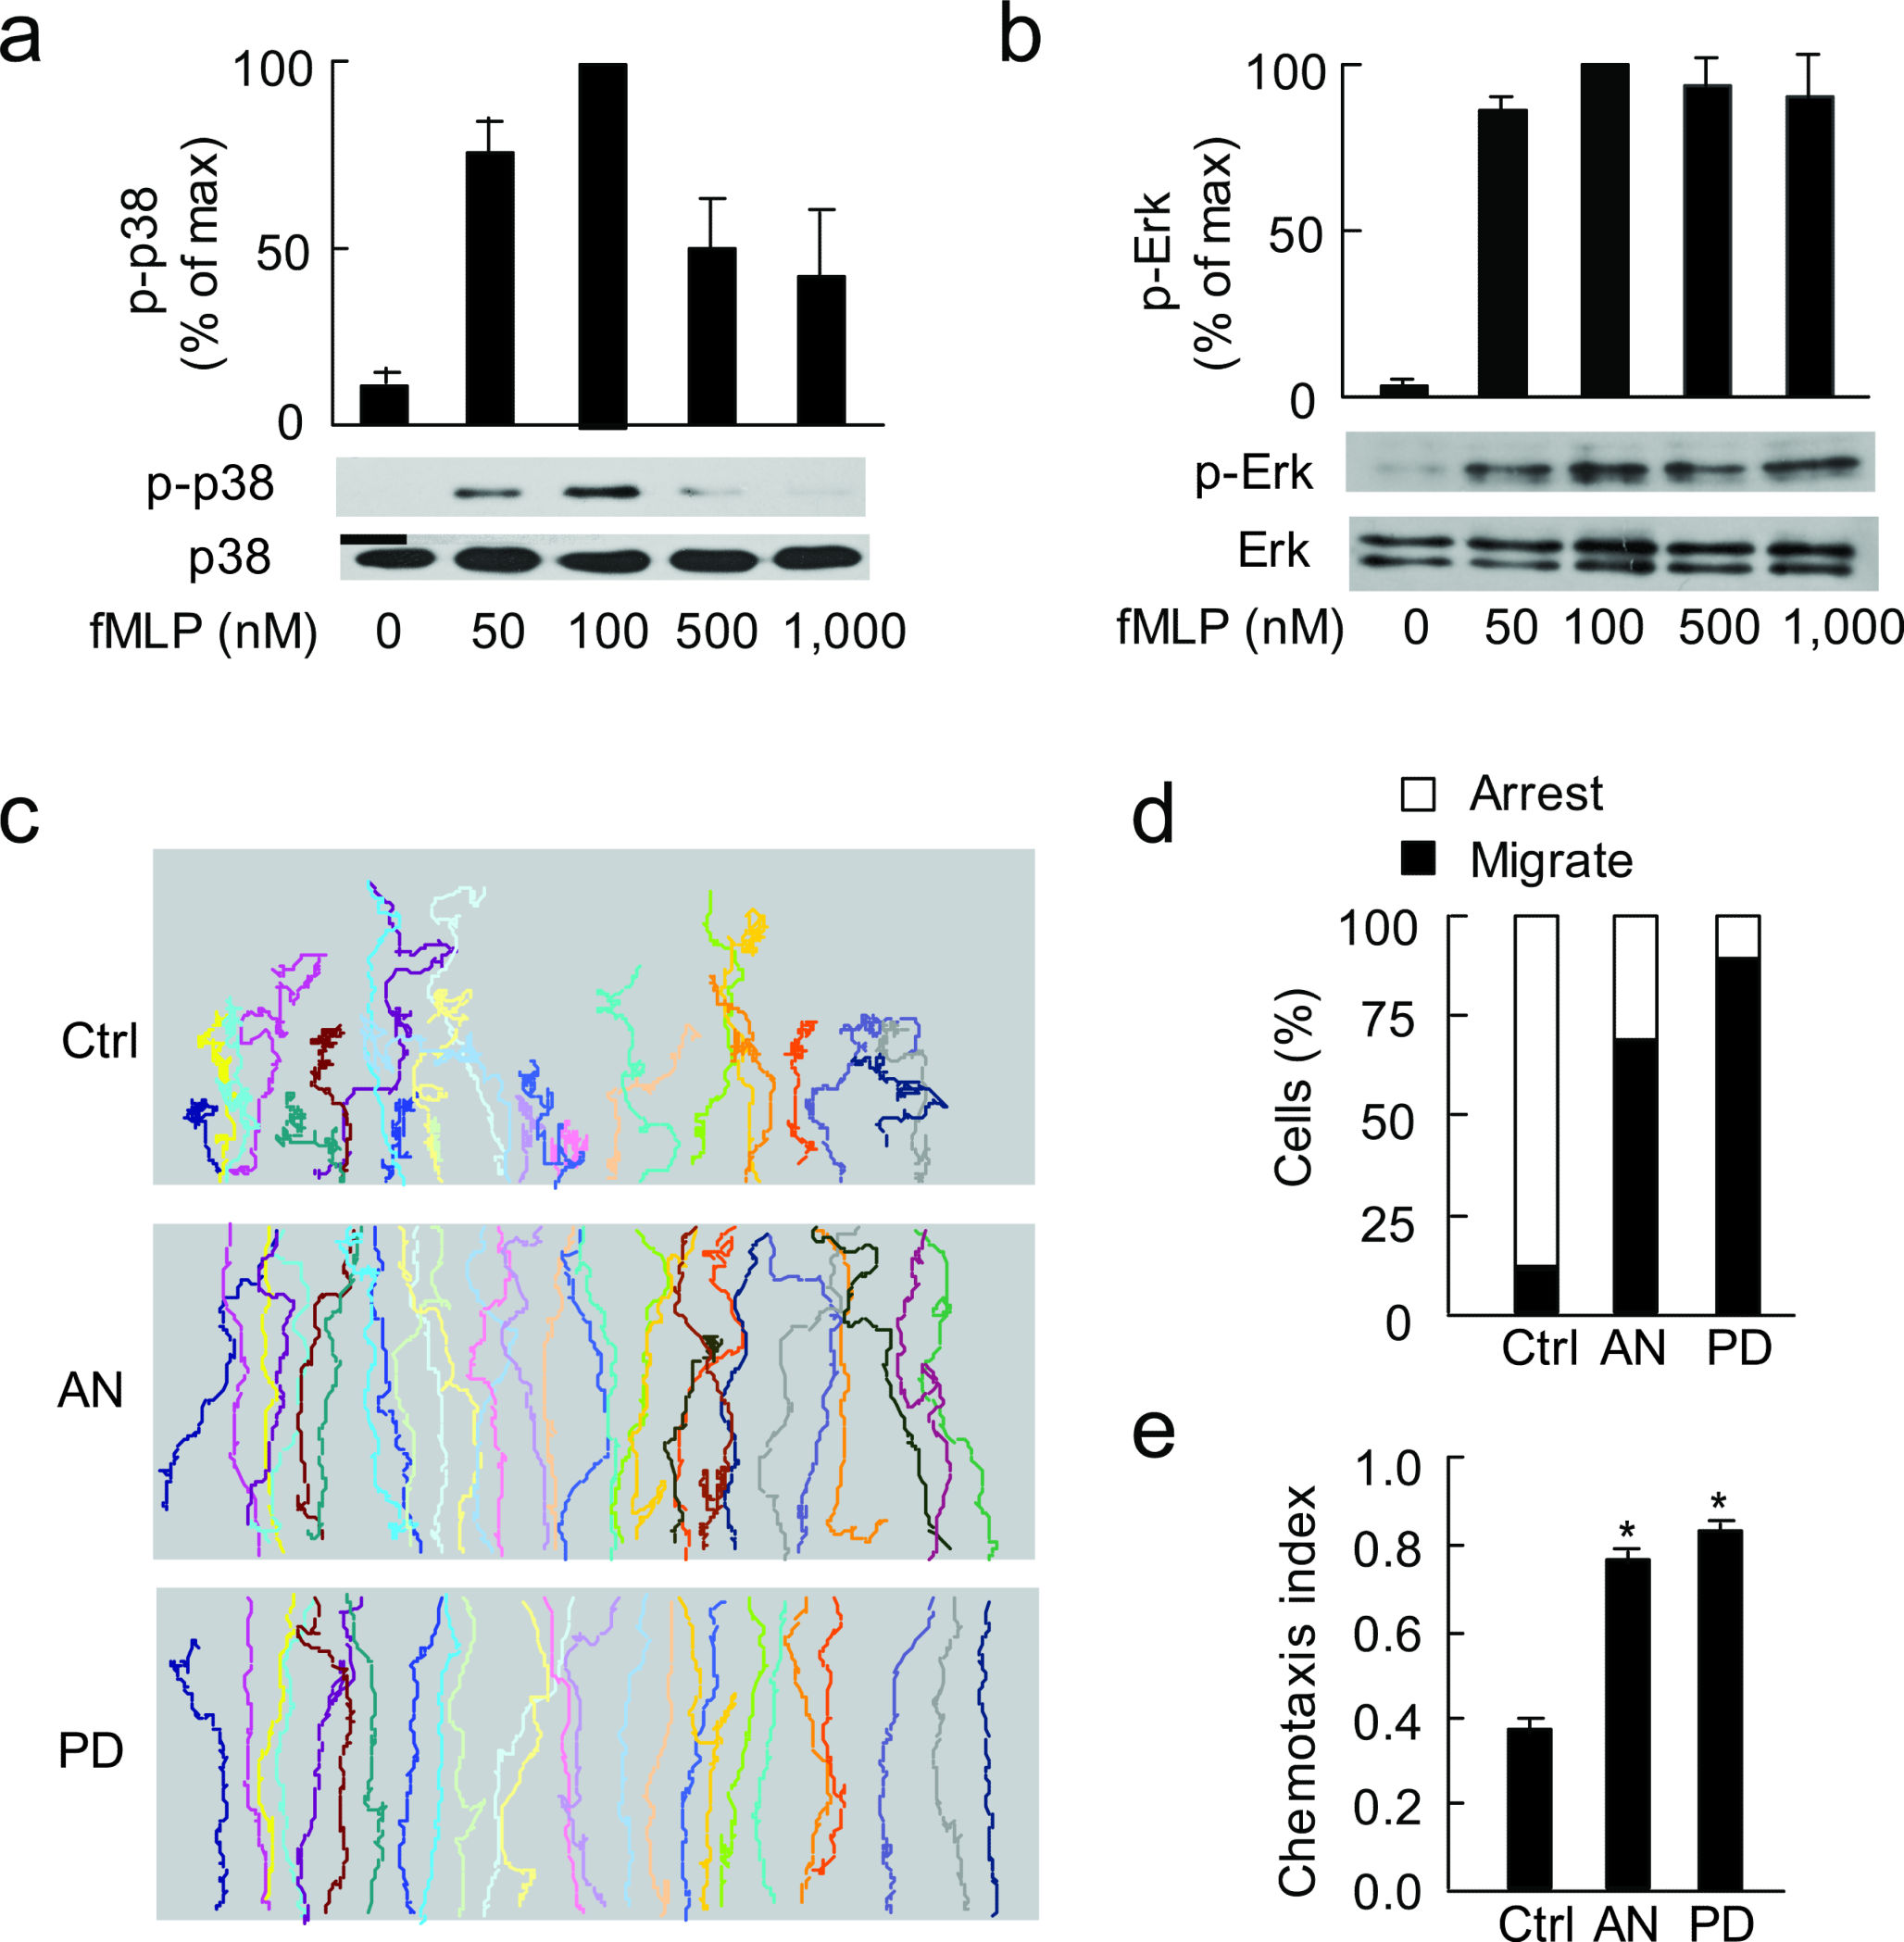 a
100
50
0
p-p38
(% of max)
p-p38
p38
fMLP (nM) 0 50 100 500 1,000
b
100
50
0
p-Erk
(% of max)
p-Erk
Erk
fMLP (nM) 0 50 100 500 1,000
c
Ctrl
AN
PD
d
Arrest
Migrate
100
75
50
25
0
Cells (%)
Ctrl AN PD
e
1.0
0.8
0.6
0.4
0.2
0.0
Chemotaxis index
* *
Ctrl AN PD